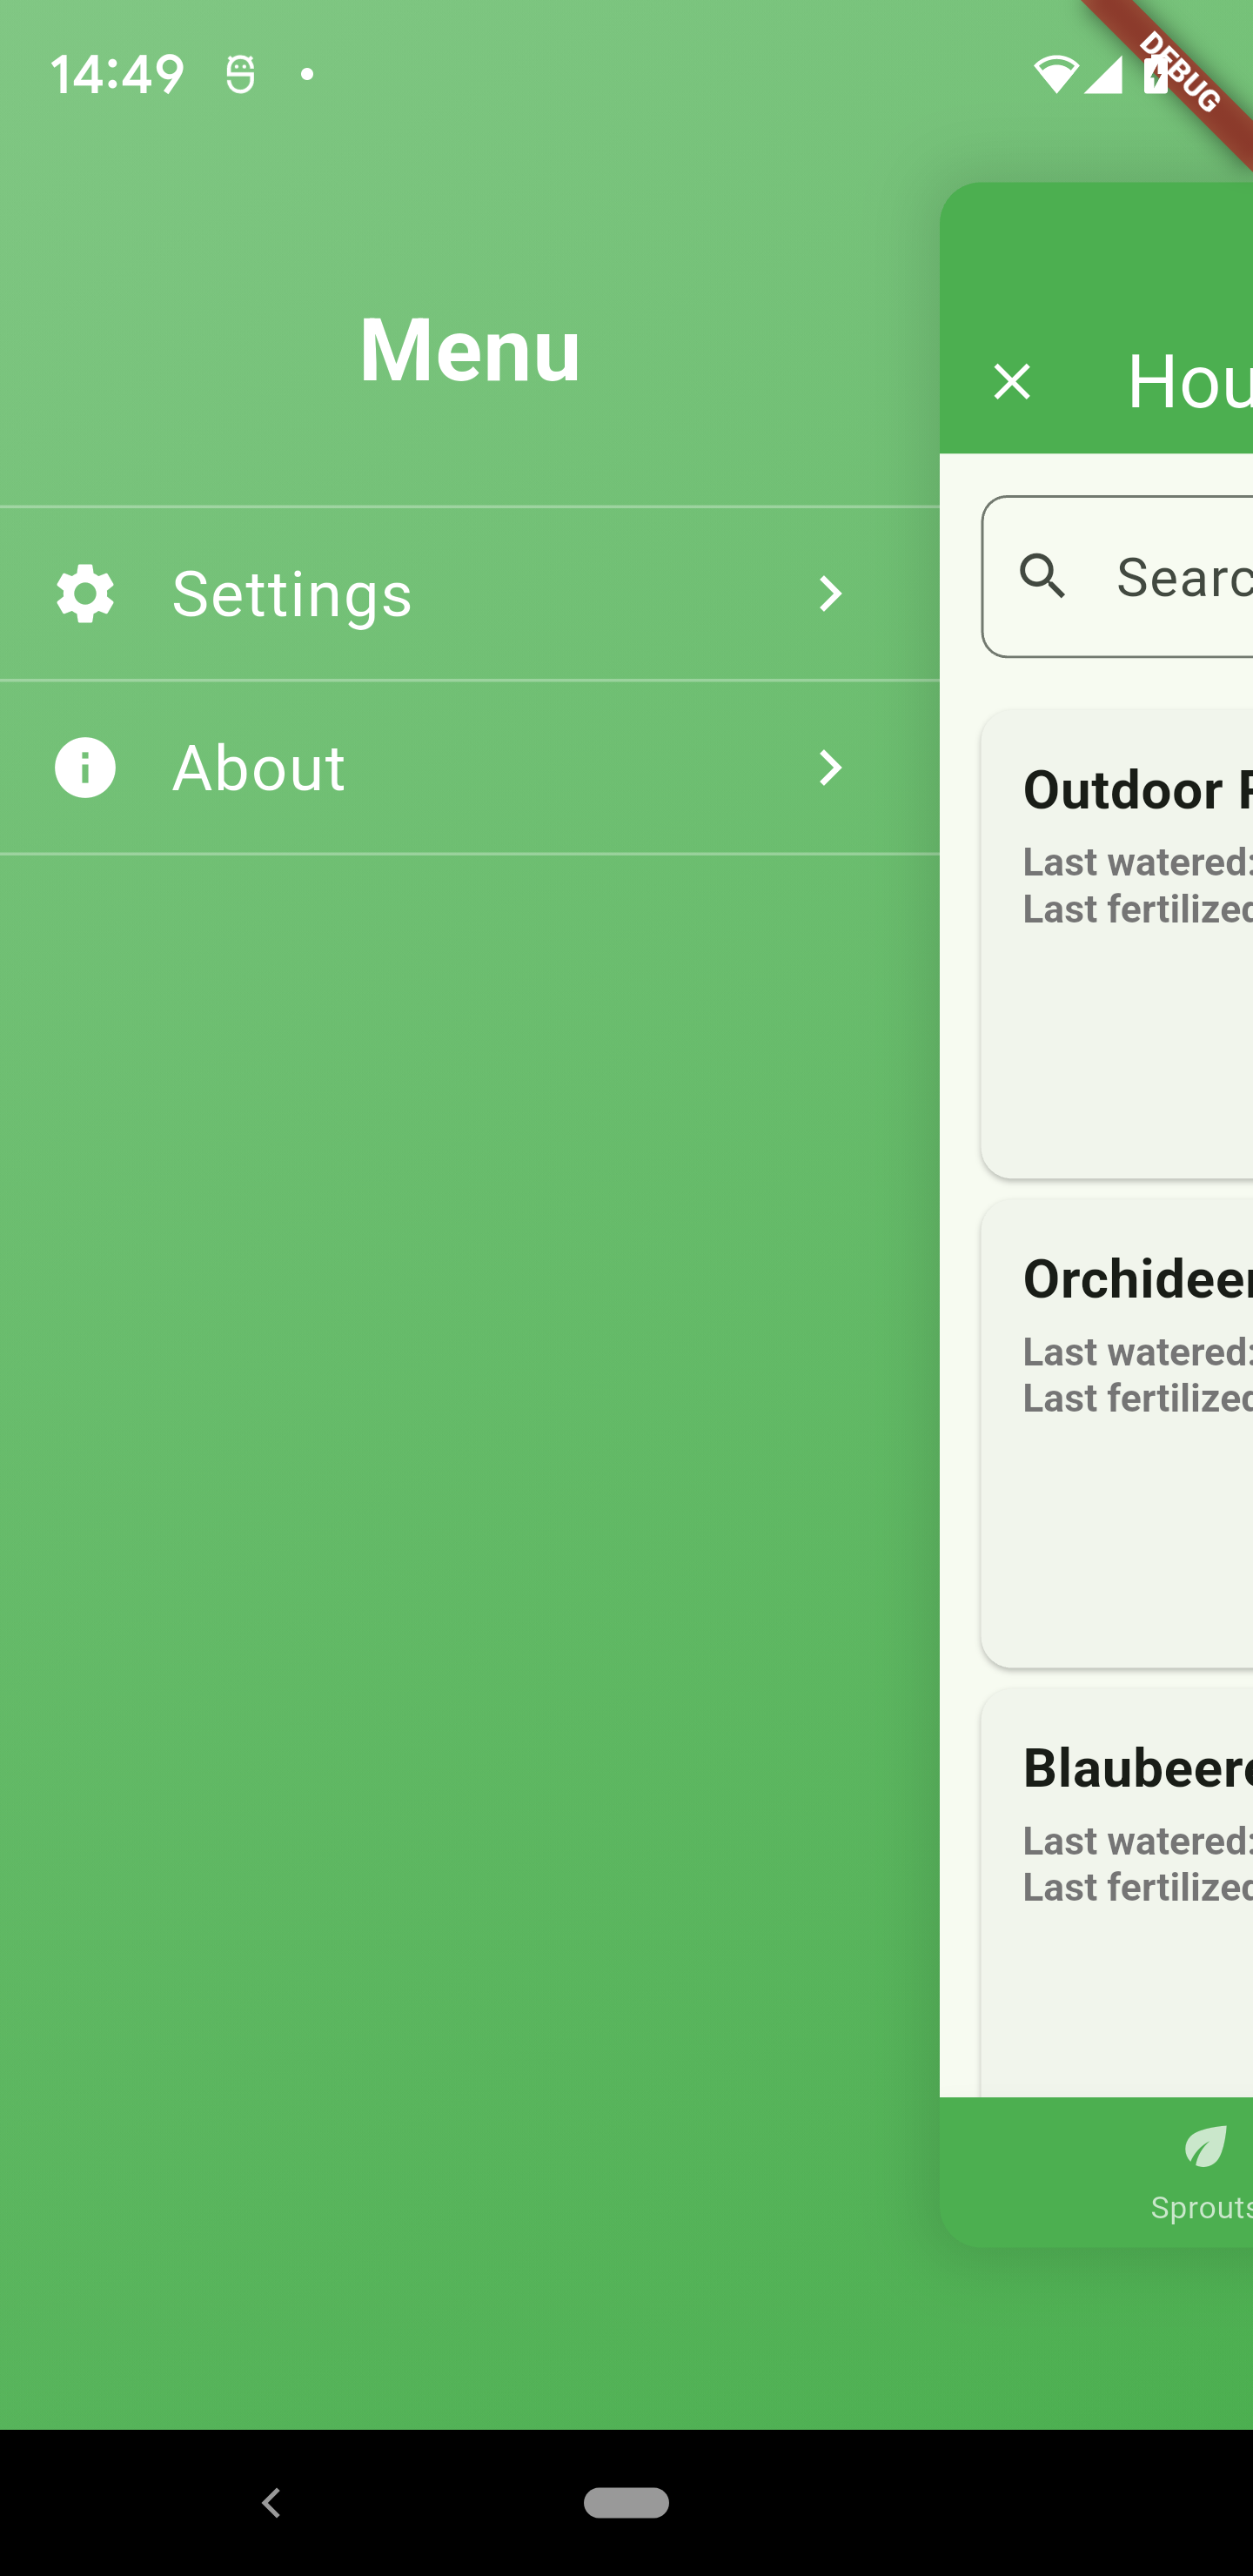 14:49
DEBUG
Menu
Hou
Settings
Searc
About
Outdoor
Last watered:
Last fertilized
Orchideen
Last watered:
Last fertilized
Blaubeere
Last watered:
Last fertilized
Sprouts